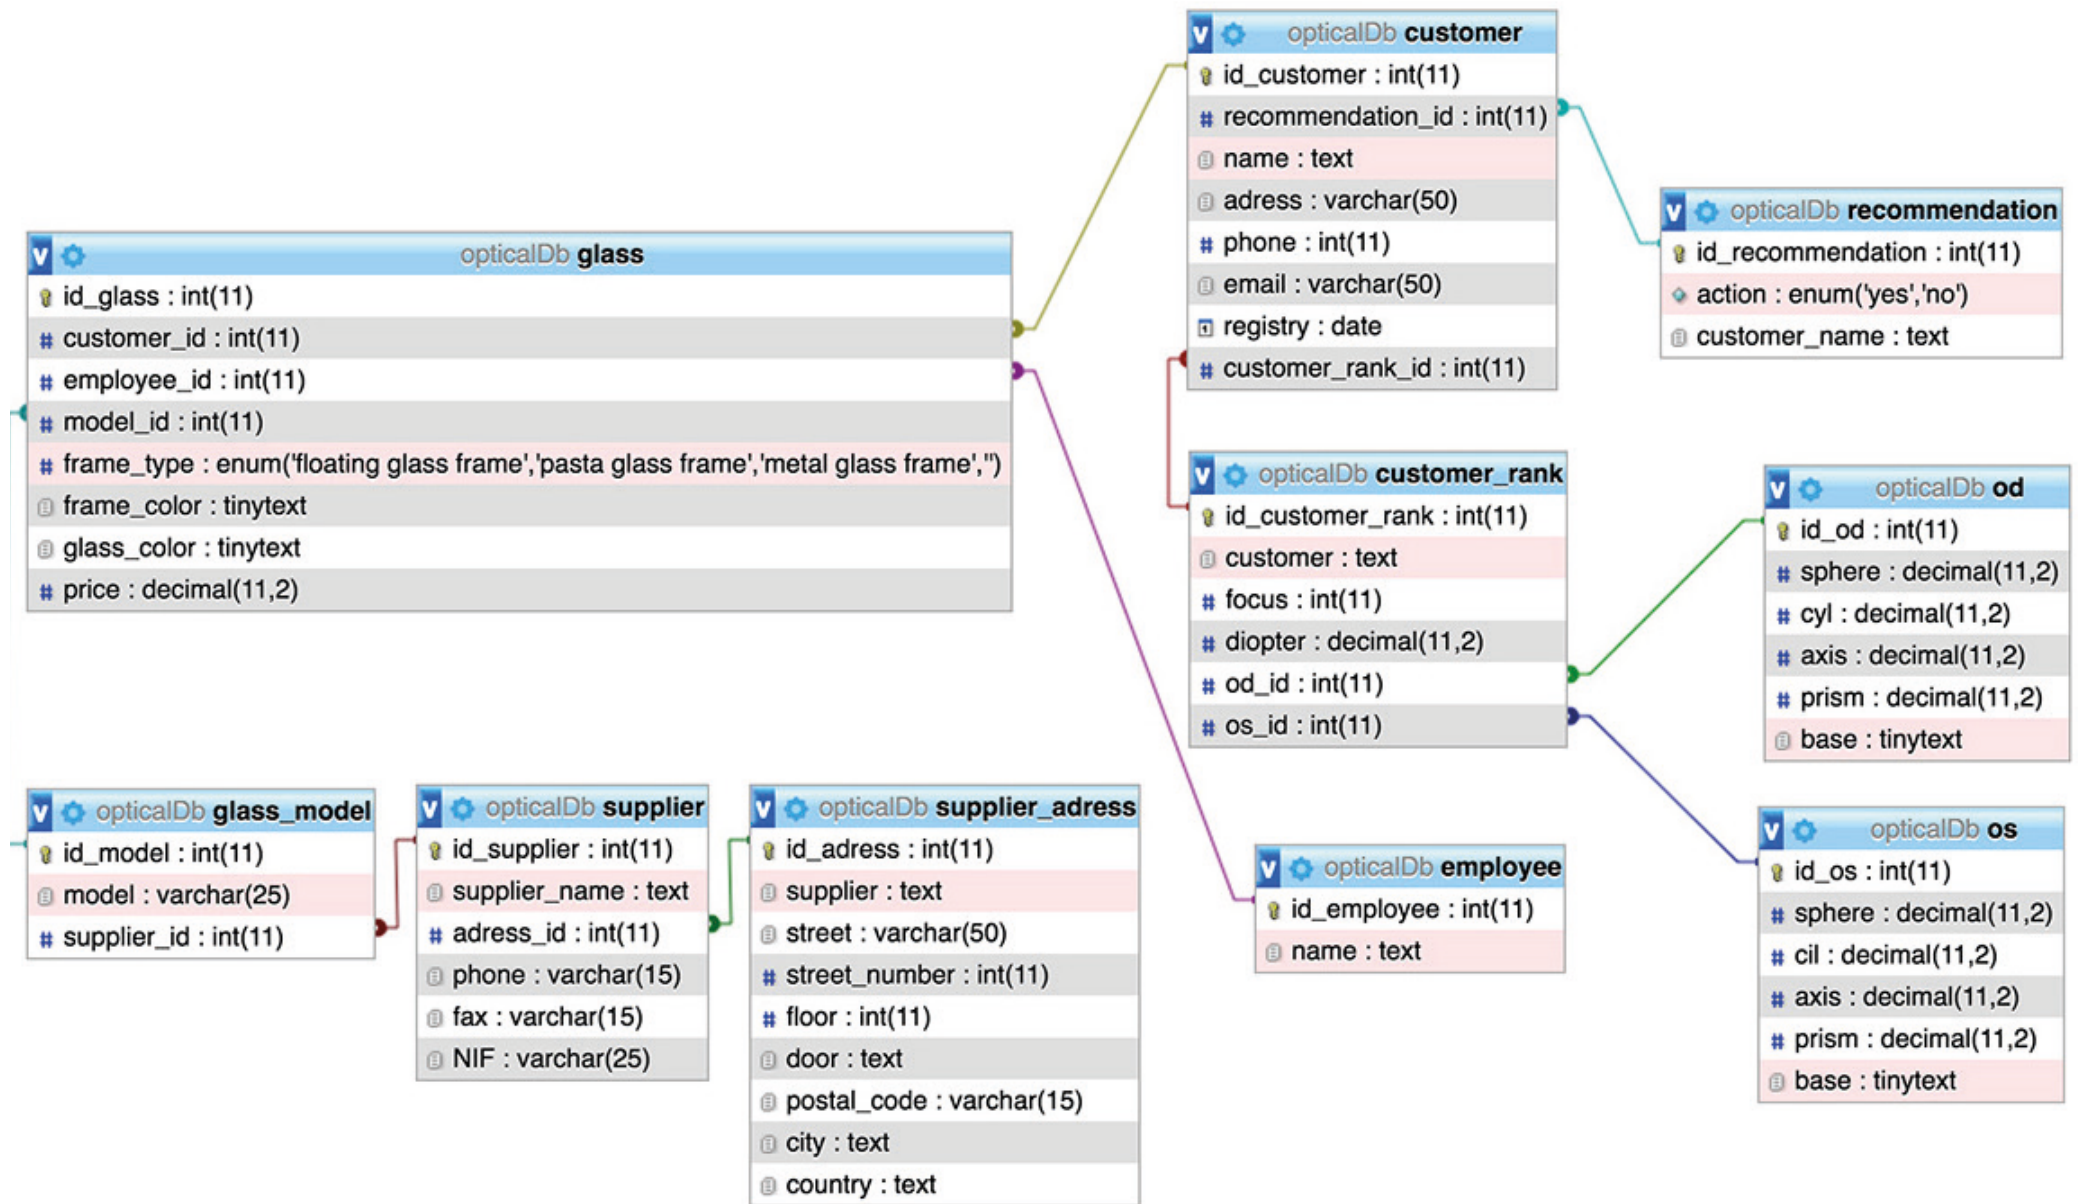 opticalDb customer
id_customer : int(11)
recommendation_id : int(11)
name : text
adress : varchar(50)
phone : int(11)
email : varchar(50)
registry : date
customer_rank_id : int(11)
opticalDb recommendation
id_recommendation : int(11)
action : enum('yes','no')
customer_name : text
opticalDb glass
id_glass : int(11)
customer_id : int(11)
employee_id : int(11)
model_id : int(11)
frame_type : enum('floating glass frame','pasta glass frame','metal glass frame','')
frame_color : tinytext
glass_color : tinytext
price : decimal(11,2)
opticalDb customer_rank
id_customer_rank : int(11)
customer : text
focus : int(11)
diopter : decimal(11,2)
od_id : int(11)
os_id : int(11)
opticalDb od
id_od : int(11)
sphere : decimal(11,2)
cyl : decimal(11,2)
axis : decimal(11,2)
prism : decimal(11,2)
base : tinytext
opticalDb glass_model
id_model : int(11)
model : varchar(25)
supplier_id : int(11)
opticalDb supplier
id_supplier : int(11)
supplier_name : text
adress_id : int(11)
phone : varchar(15)
fax : varchar(15)
NIF : varchar(25)
opticalDb supplier_adress
id_adress : int(11)
supplier : text
street : varchar(50)
street_number : int(11)
floor : int(11)
door : text
postal_code : varchar(15)
city : text
country : text
opticalDb employee
id_employee : int(11)
name : text
opticalDb os
id_os : int(11)
sphere : decimal(11,2)
cil : decimal(11,2)
axis : decimal(11,2)
prism : decimal(11,2)
base : tinytext